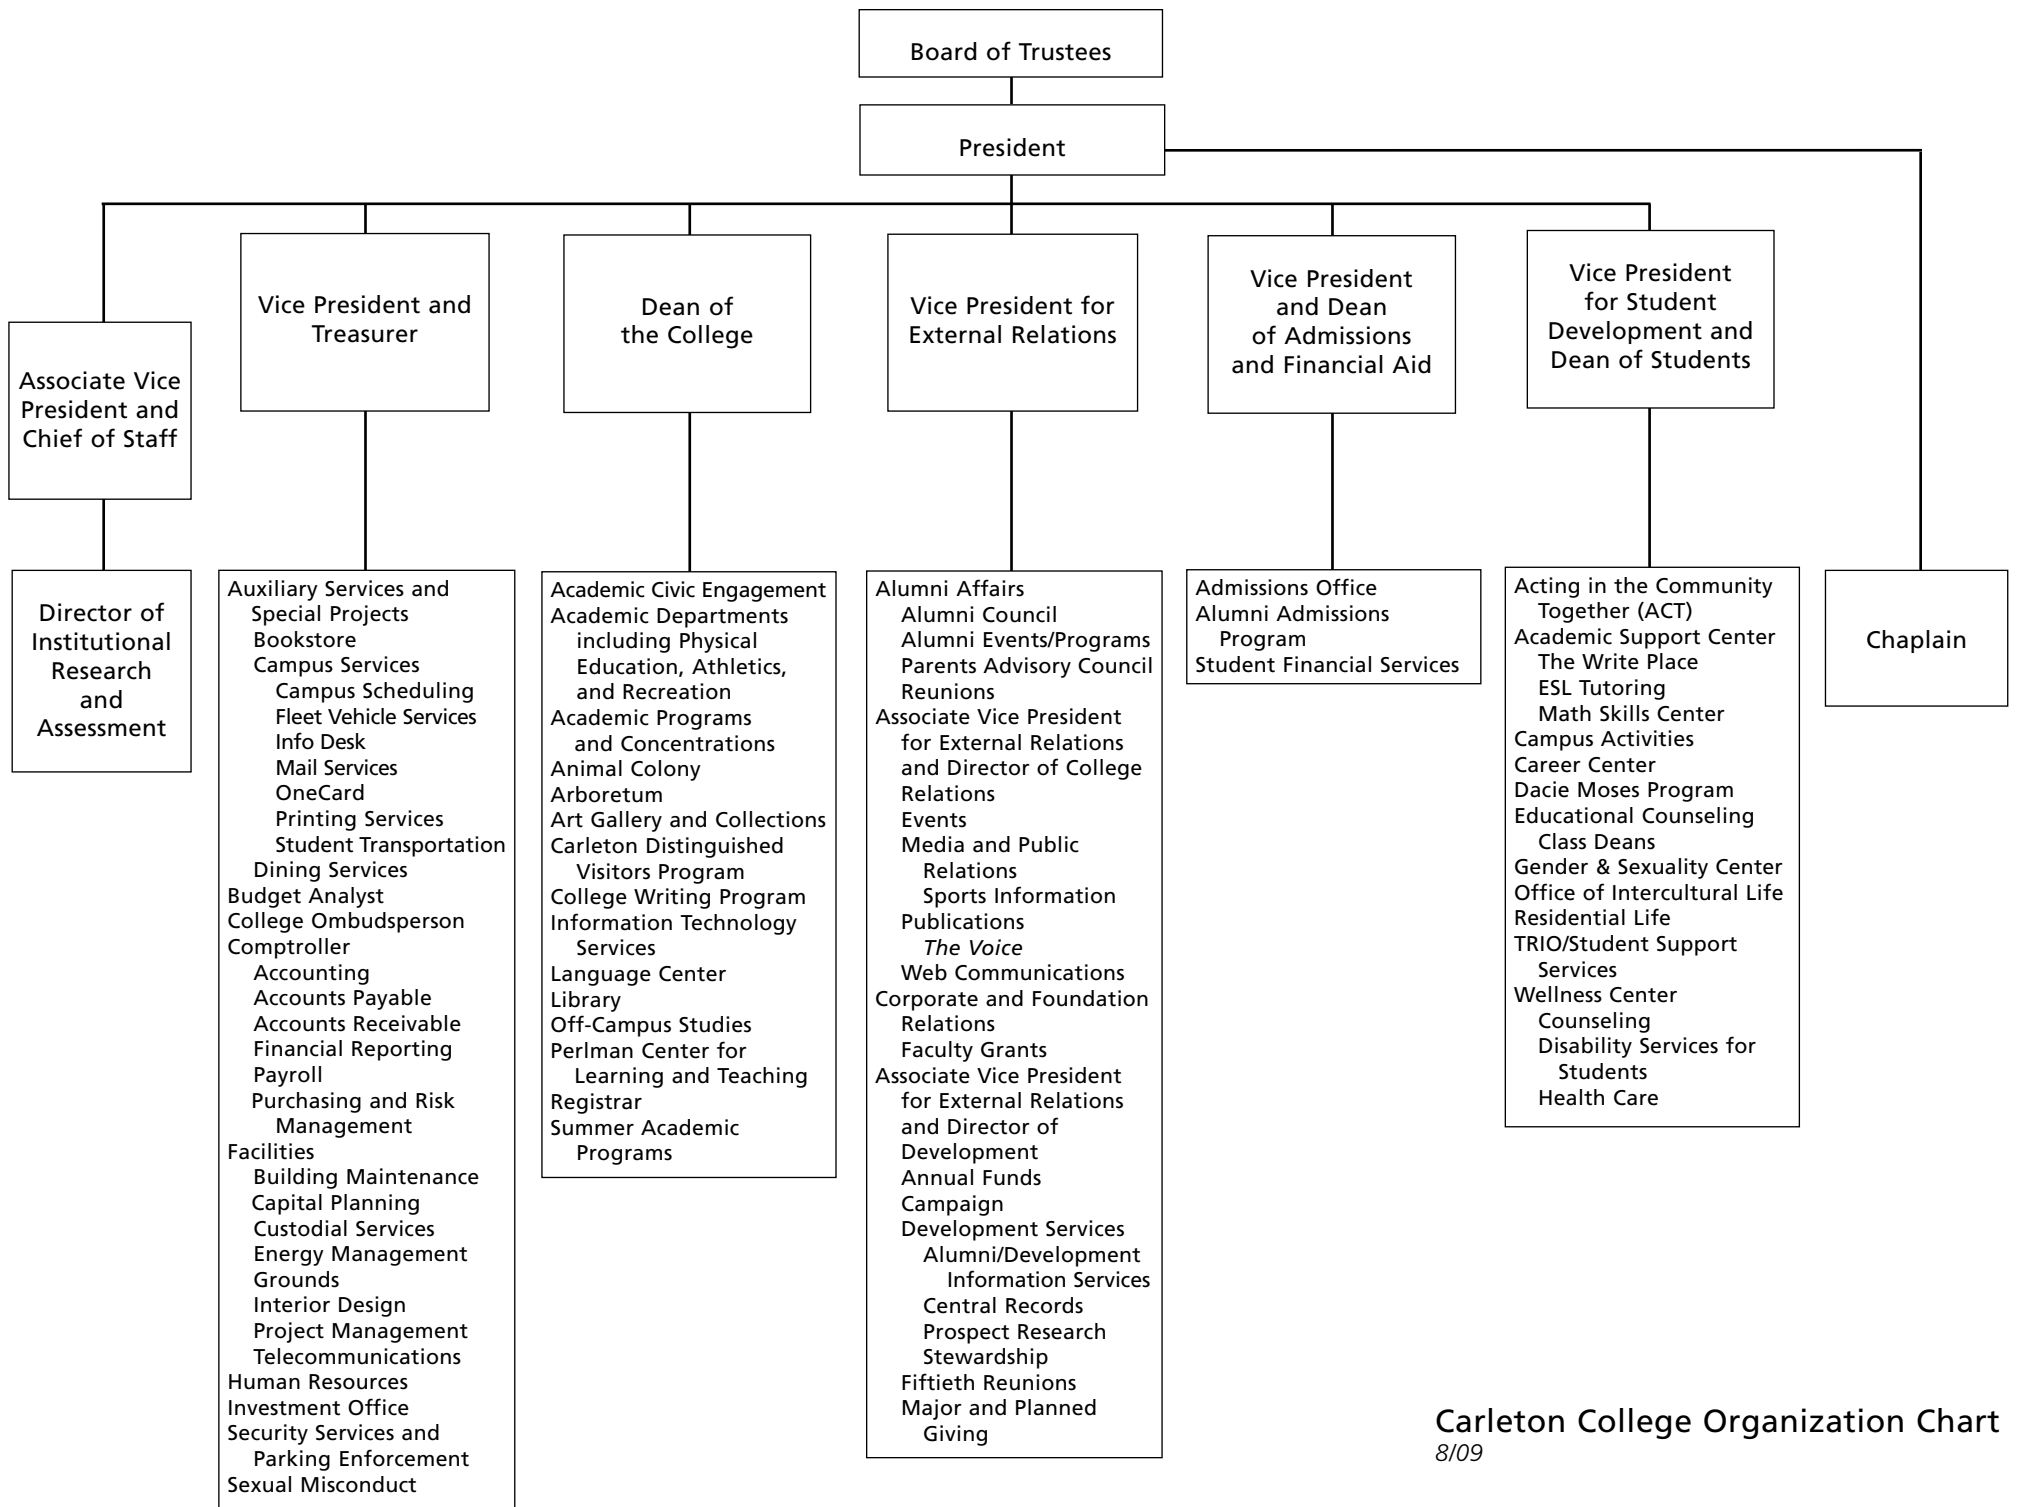 Board of Trustees
President
Associate Vice
President and
Chief of Staff
Vice President and
Treasurer
Dean of
the College
Vice President for
External Relations
Vice President
and Dean
of Admissions
and Financial Aid
Vice President
for Student
Development and
Dean of Students
Director of
Institutional
Research
and
Assessment
Auxiliary Services and
Special Projects
Bookstore
Campus Services
Campus Scheduling
Fleet Vehicle Services
Info Desk
Mail Services
OneCard
Printing Services
Student Transportation
Dining Services
Budget Analyst
College Ombudsperson
Comptroller
Accounting
Accounts Payable
Accounts Receivable
Financial Reporting
Payroll
Purchasing and Risk
Management
Facilities
Building Maintenance
Capital Planning
Custodial Services
Energy Management
Grounds
Interior Design
Project Management
Telecommunications
Human Resources
Investment Office
Security Services and
Parking Enforcement
Sexual Misconduct
Academic Civic Engagement
Academic Departments
including Physical
Education, Athletics,
and Recreation
Academic Programs
and Concentrations
Animal Colony
Arboretum
Art Gallery and Collections
Carleton Distinguished
Visitors Program
College Writing Program
Information Technology
Services
Language Center
Library
Off-Campus Studies
Perlman Center for
Learning and Teaching
Registrar
Summer Academic
Programs
Alumni Affairs
Alumni Council
Alumni Events/Programs
Parents Advisory Council
Reunions
Associate Vice President
for External Relations
and Director of College
Relations
Events
Media and Public
Relations
Sports Information
Publications
The Voice
Web Communications
Corporate and Foundation
Relations
Faculty Grants
Associate Vice President
for External Relations
and Director of
Development
Annual Funds
Campaign
Development Services
Alumni/Development
Information Services
Central Records
Prospect Research
Stewardship
Fiftieth Reunions
Major and Planned
Giving
Admissions Office
Alumni Admissions
Program
Student Financial Services
Acting in the Community
Together (ACT)
Academic Support Center
The Write Place
ESL Tutoring
Math Skills Center
Campus Activities
Career Center
Dacie Moses Program
Educational Counseling
Class Deans
Gender & Sexuality Center
Office of Intercultural Life
Residential Life
TRIO/Student Support
Services
Wellness Center
Counseling
Disability Services for
Students
Health Care
Chaplain
Carleton College Organization Chart
8/09